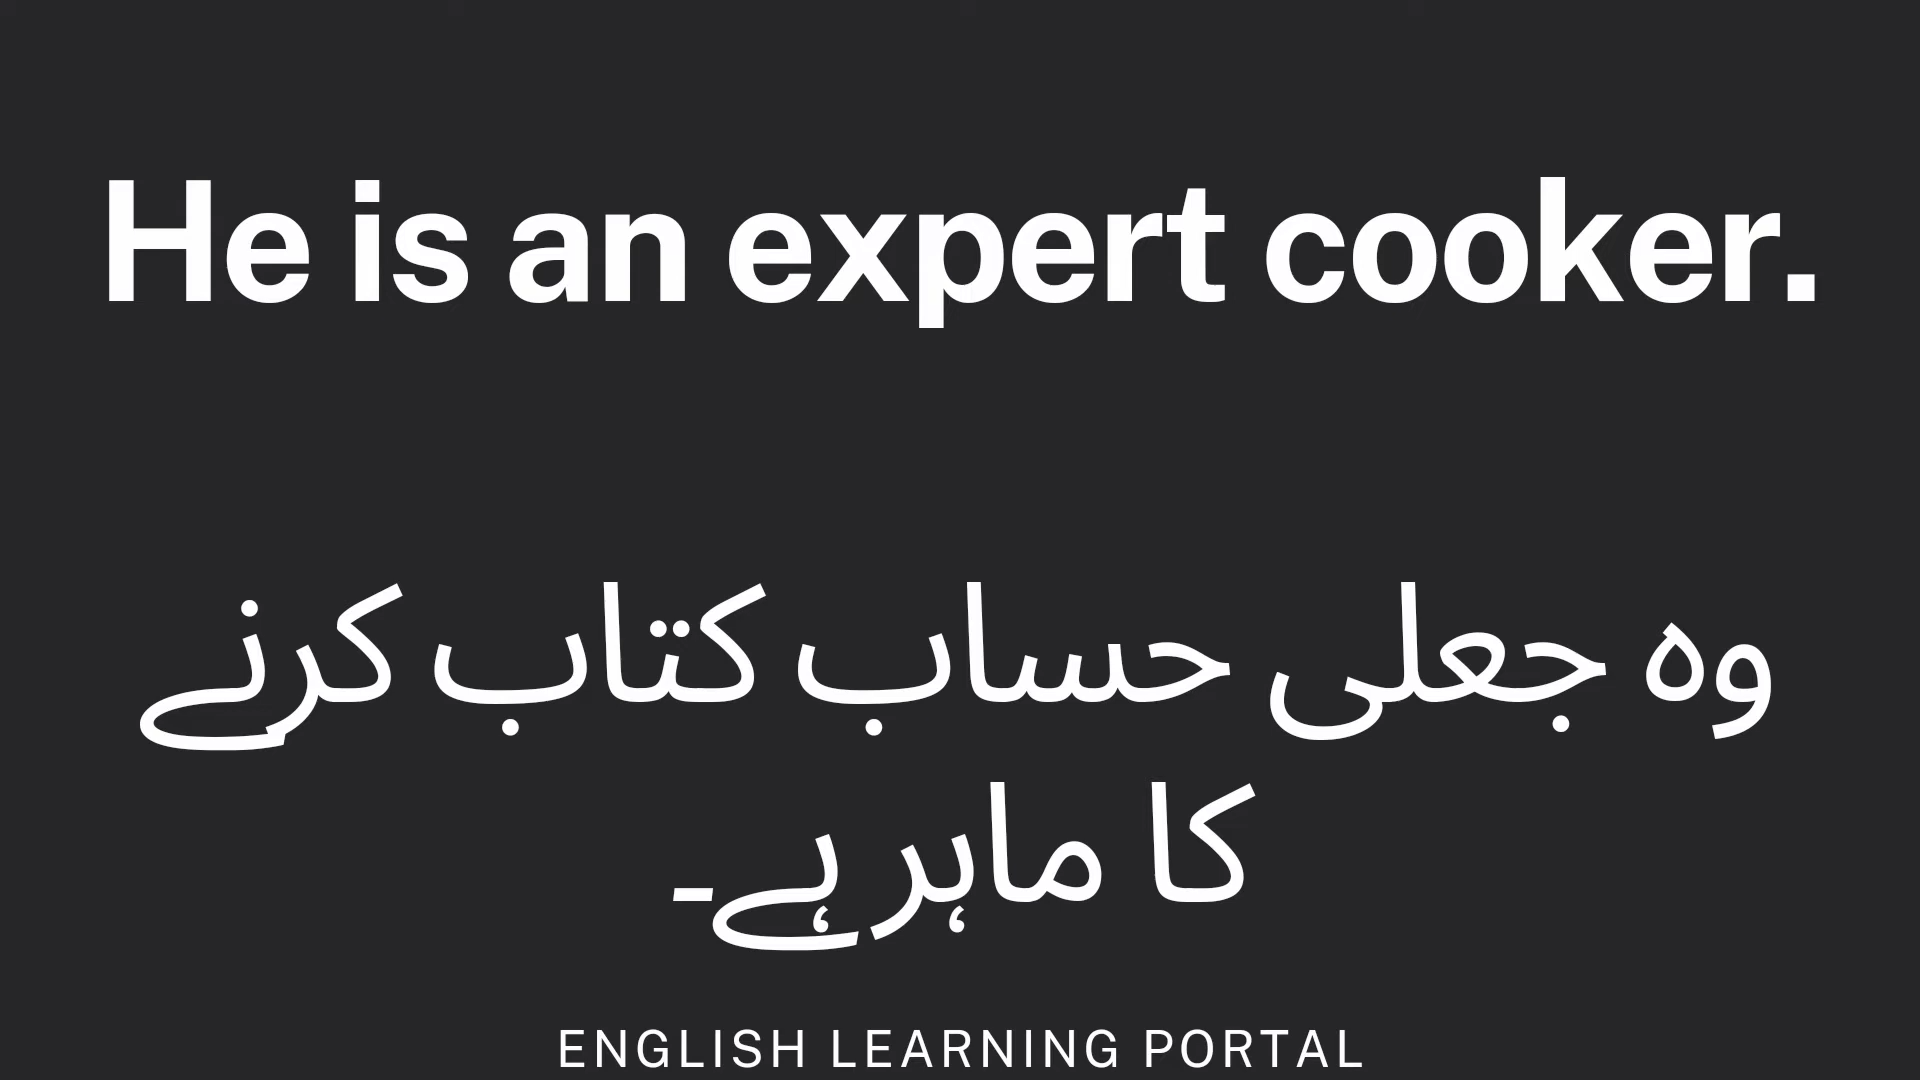 He is an expert cooker.
وہ جعلی حساب کتاب کرنے
کا ماہر ہے۔
ENGLISH LEARNING PORTAL